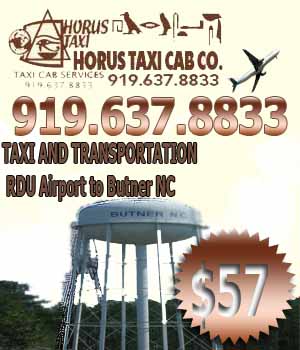 HORUS
TAXI
TAXI CAB SERVICES
919.637.8833
HORUS TAXI CAB CO.
919.637.8833
919.637.8833
TAXI AND TRANSPORTATION
RDU Airport to Butner NC
BUTNER NC
$57